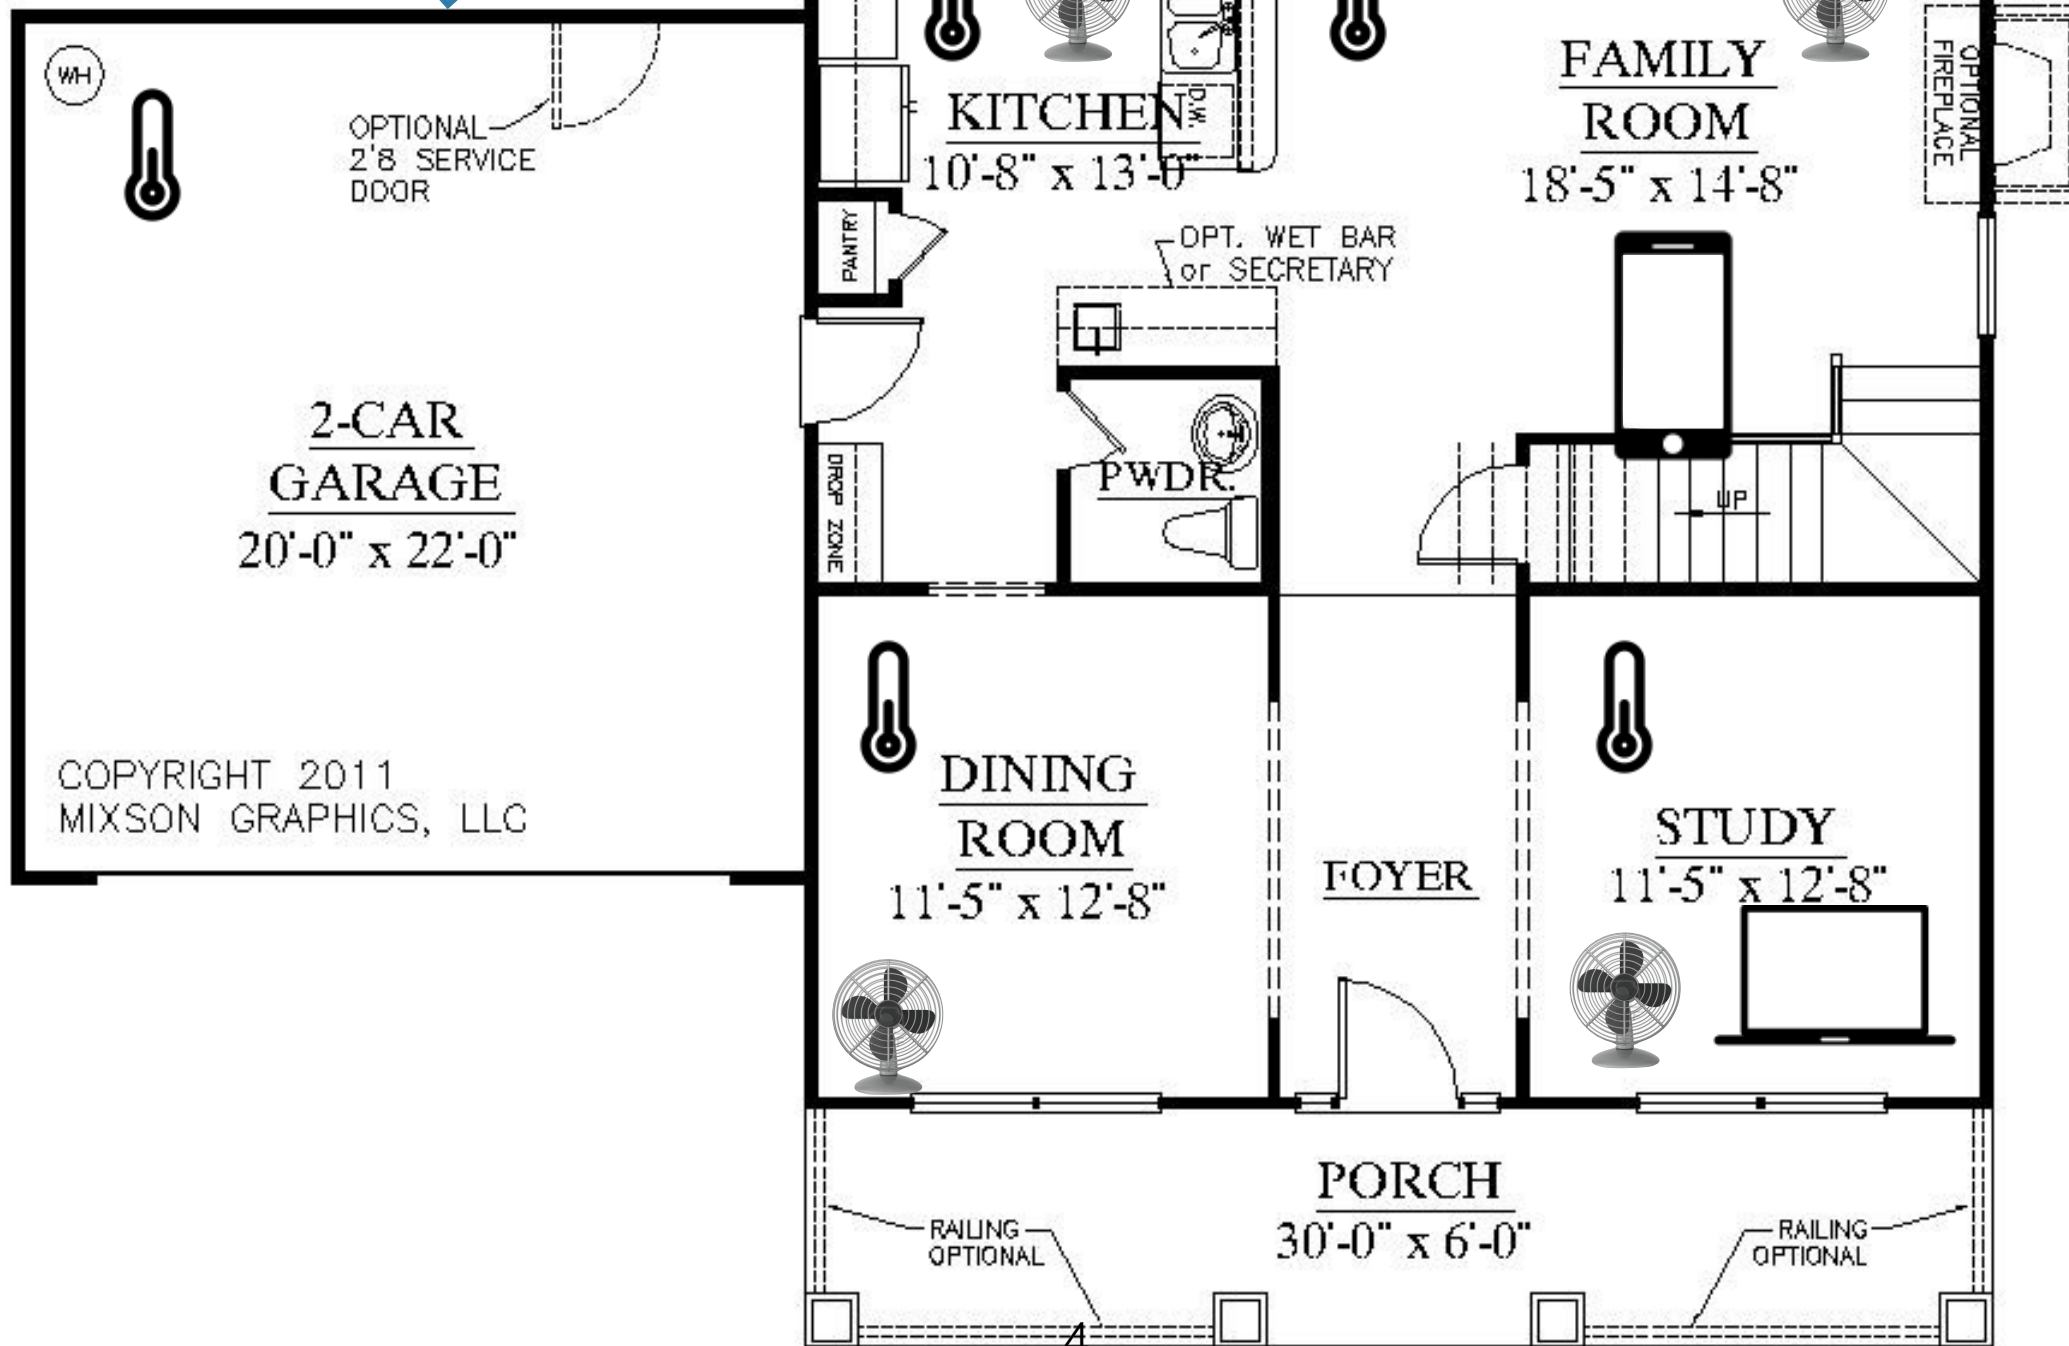 WH
OPTIONAL
2'8 SERVICE
DOOR
2-CAR
GARAGE
20'-0" x 22'-0"
COPYRIGHT 2011
MIXSON GRAPHICS, LLC
KITCHEN
10'-8" x 13'-0"
D.W.
FAMILY
ROOM
18'-5" x 14'-8"
OPTIONAL
FIREPLACE
PANTRY
OPT. WET BAR
or SECRETARY
DROP ZONE
PWDR.
UP
DINING
ROOM
11'-5" x 12'-8"
FOYER
STUDY
11'-5" x 12'-8"
PORCH
30'-0" x 6'-0"
RAILING
OPTIONAL
RAILING
OPTIONAL
4